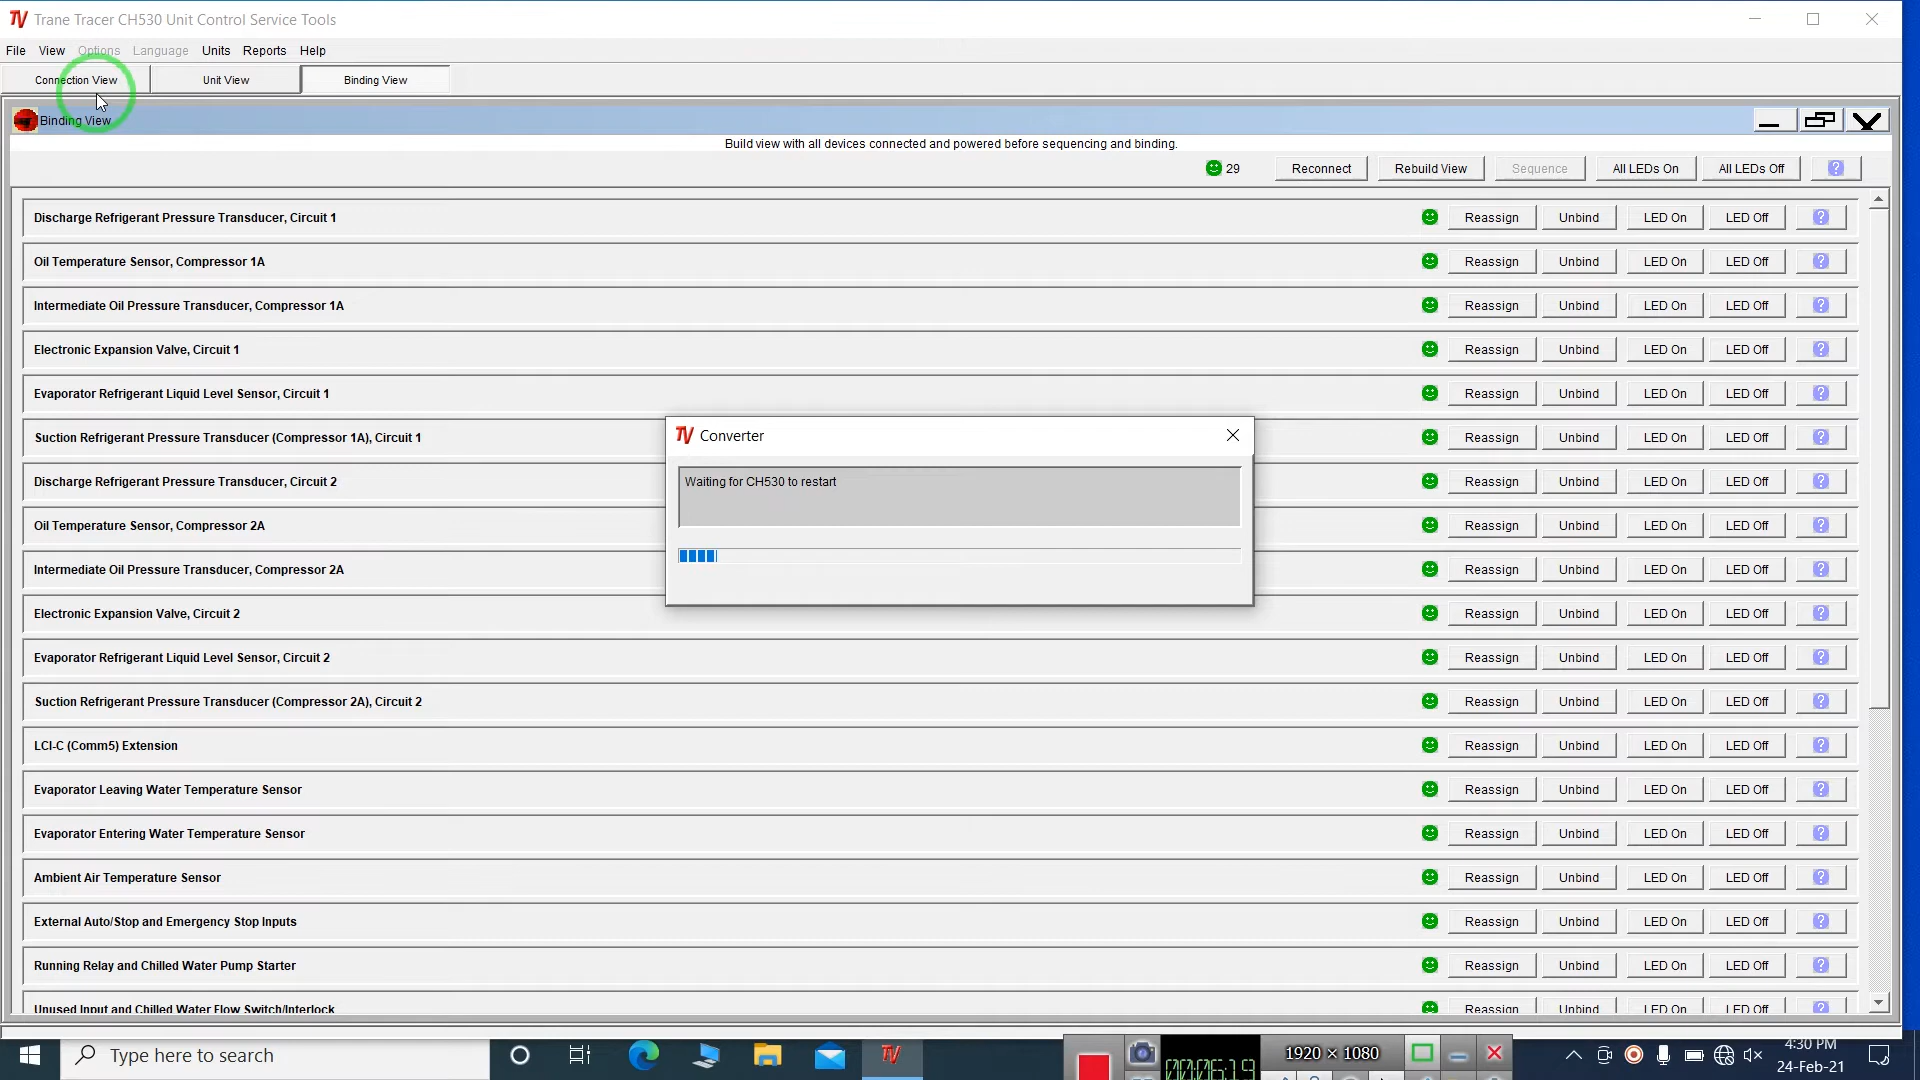 Trane Tracer CH530 Unit Control Service Tools
File View Options Language Units Reports Help
Connection View Unit View Binding View
Binding View
Build view with all devices connected and powered before sequencing and binding.
29 Reconnect Rebuild View Sequence All LEDs On All LEDs Off ?
Discharge Refrigerant Pressure Transducer, Circuit 1 Reassign Unbind LED On LED Off ?
Oil Temperature Sensor, Compressor 1A Reassign Unbind LED On LED Off ?
Intermediate Oil Pressure Transducer, Compressor 1A Reassign Unbind LED On LED Off ?
Electronic Expansion Valve, Circuit 1 Reassign Unbind LED On LED Off ?
Evaporator Refrigerant Liquid Level Sensor, Circuit 1 Reassign Unbind LED On LED Off ?
Suction Refrigerant Pressure Transducer (Compressor 1A), Circuit 1 Reassign Unbind LED On LED Off ?
Converter
Waiting for CH530 to restart
Discharge Refrigerant Pressure Transducer, Circuit 2 Reassign Unbind LED On LED Off ?
Oil Temperature Sensor, Compressor 2A Reassign Unbind LED On LED Off ?
Intermediate Oil Pressure Transducer, Compressor 2A Reassign Unbind LED On LED Off ?
Electronic Expansion Valve, Circuit 2 Reassign Unbind LED On LED Off ?
Evaporator Refrigerant Liquid Level Sensor, Circuit 2 Reassign Unbind LED On LED Off ?
Suction Refrigerant Pressure Transducer (Compressor 2A), Circuit 2 Reassign Unbind LED On LED Off ?
LCI-C (Comm5) Extension Reassign Unbind LED On LED Off ?
Evaporator Leaving Water Temperature Sensor Reassign Unbind LED On LED Off ?
Evaporator Entering Water Temperature Sensor Reassign Unbind LED On LED Off ?
Ambient Air Temperature Sensor Reassign Unbind LED On LED Off ?
External Auto/Stop and Emergency Stop Inputs Reassign Unbind LED On LED Off ?
Running Relay and Chilled Water Pump Starter Reassign Unbind LED On LED Off ?
Unused Input and Chilled Water Flow Switch/Interlock Reassign Unbind LED On LED Off ?
Type here to search 1920 × 1080 4:30 PM
24-Feb-21